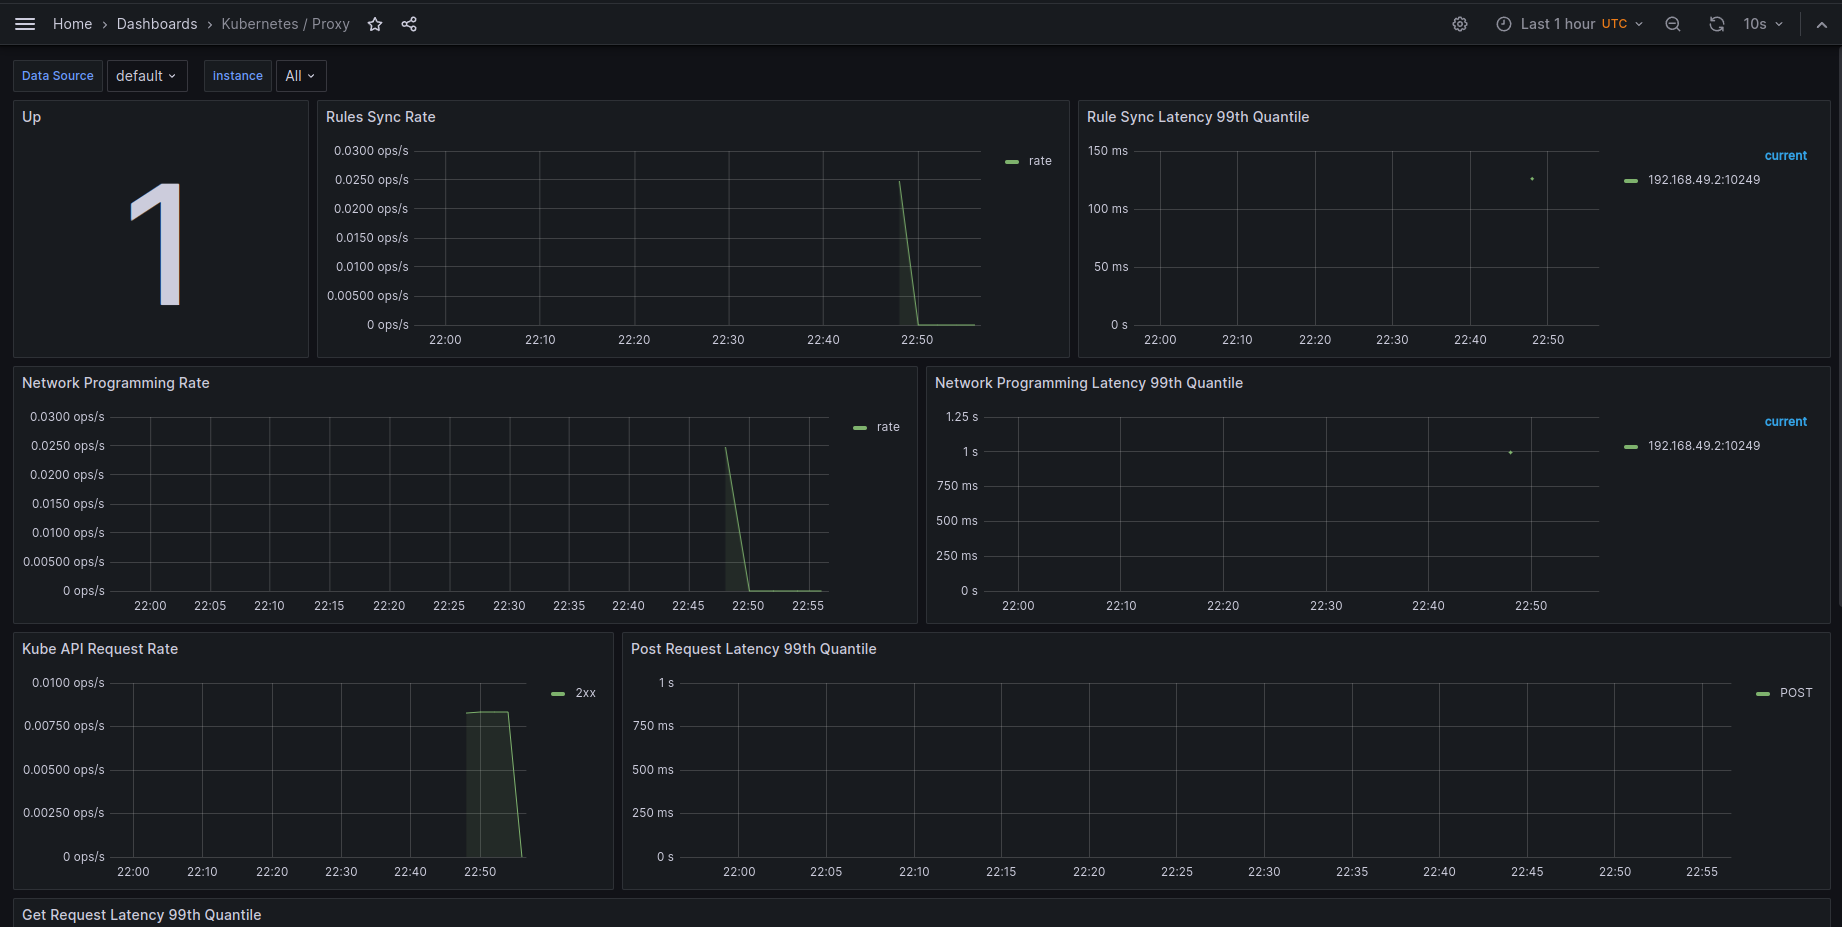 Home › Dashboards › Kubernetes / Proxy
Last 1 hour UTC
10s
Data Source default
instance All
Up
1
Rules Sync Rate
0.0300 ops/s
0.0250 ops/s
0.0200 ops/s
0.0150 ops/s
0.0100 ops/s
0.00500 ops/s
0 ops/s
22:00 22:10 22:20 22:30 22:40 22:50
rate
Rule Sync Latency 99th Quantile
150 ms
100 ms
50 ms
0 s
22:00 22:10 22:20 22:30 22:40 22:50
current
192.168.49.2:10249
Network Programming Rate
0.0300 ops/s
0.0250 ops/s
0.0200 ops/s
0.0150 ops/s
0.0100 ops/s
0.00500 ops/s
0 ops/s
22:00 22:05 22:10 22:15 22:20 22:25 22:30 22:35 22:40 22:45 22:50 22:55
rate
Network Programming Latency 99th Quantile
1.25 s
1 s
750 ms
500 ms
250 ms
0 s
22:00 22:10 22:20 22:30 22:40 22:50
current
192.168.49.2:10249
Kube API Request Rate
0.0100 ops/s
0.00750 ops/s
0.00500 ops/s
0.00250 ops/s
0 ops/s
22:00 22:10 22:20 22:30 22:40 22:50
2xx
Post Request Latency 99th Quantile
1 s
750 ms
500 ms
250 ms
0 s
22:00 22:05 22:10 22:15 22:20 22:25 22:30 22:35 22:40 22:45 22:50 22:55
POST
Get Request Latency 99th Quantile